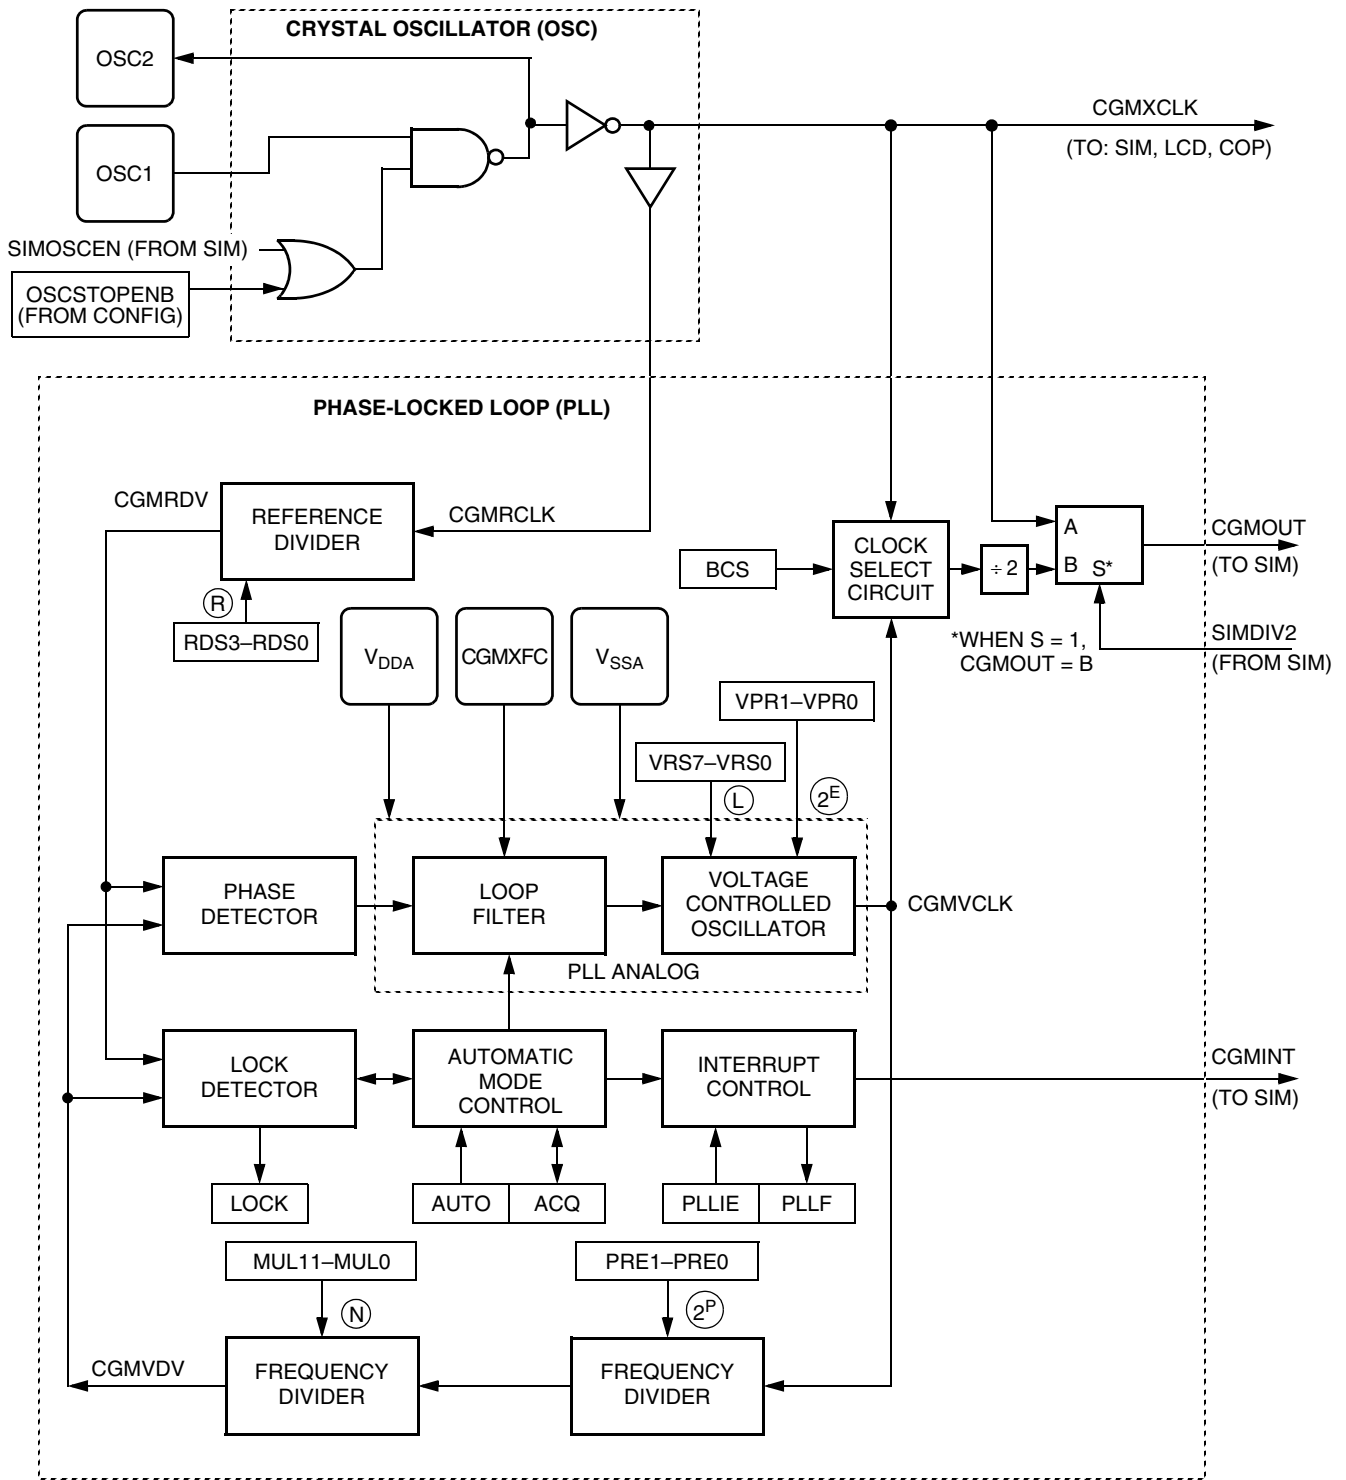 CRYSTAL OSCILLATOR (OSC)
OSC2
CGMXCLK
(TO: SIM, LCD, COP)
OSC1
SIMOSCEN (FROM SIM)
OSCSTOPENB
(FROM CONFIG)
PHASE-LOCKED LOOP (PLL)
CGMRDV
REFERENCE
DIVIDER
CGMRCLK
R
RDS3–RDS0
BCS
CLOCK
SELECT
CIRCUIT
÷ 2
A
B S*
CGMOUT
(TO SIM)
*WHEN S = 1,
CGMOUT = B
SIMDIV2
(FROM SIM)
VDDA
CGMXFC
VSSA
VPR1–VPR0
VRS7–VRS0
L
2E
PHASE
DETECTOR
LOOP
FILTER
VOLTAGE
CONTROLLED
OSCILLATOR
CGMVCLK
PLL ANALOG
LOCK
DETECTOR
AUTOMATIC
MODE
CONTROL
INTERRUPT
CONTROL
CGMINT
(TO SIM)
LOCK
AUTO
ACQ
PLLIE
PLLF
MUL11–MUL0
PRE1–PRE0
N
2P
CGMVDV
FREQUENCY
DIVIDER
FREQUENCY
DIVIDER